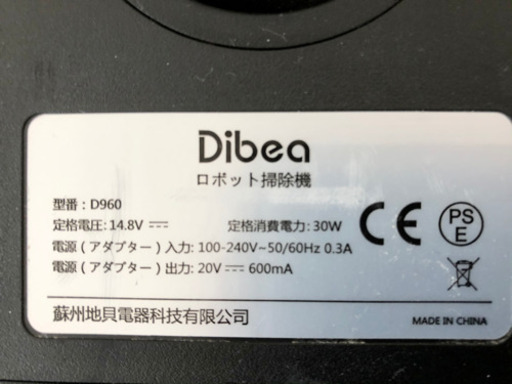 Dibea
ロボット掃除機
型番：D960
定格電圧: 14.8V 定格消費電力: 30W
電源（アダプター）入力: 100-240V~50/60Hz 0.3A
電源（アダプター）出力: 20V 600mA
CE
PS
E
蘇州地貝電器科技有限公司
MADE IN CHINA